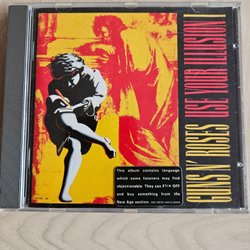 GUNS N' ROSES
USE YOUR ILLUSION I
This album contains language
which some listeners may find
objectionable. They can F?!* OFF
and buy something from the
New Age section.